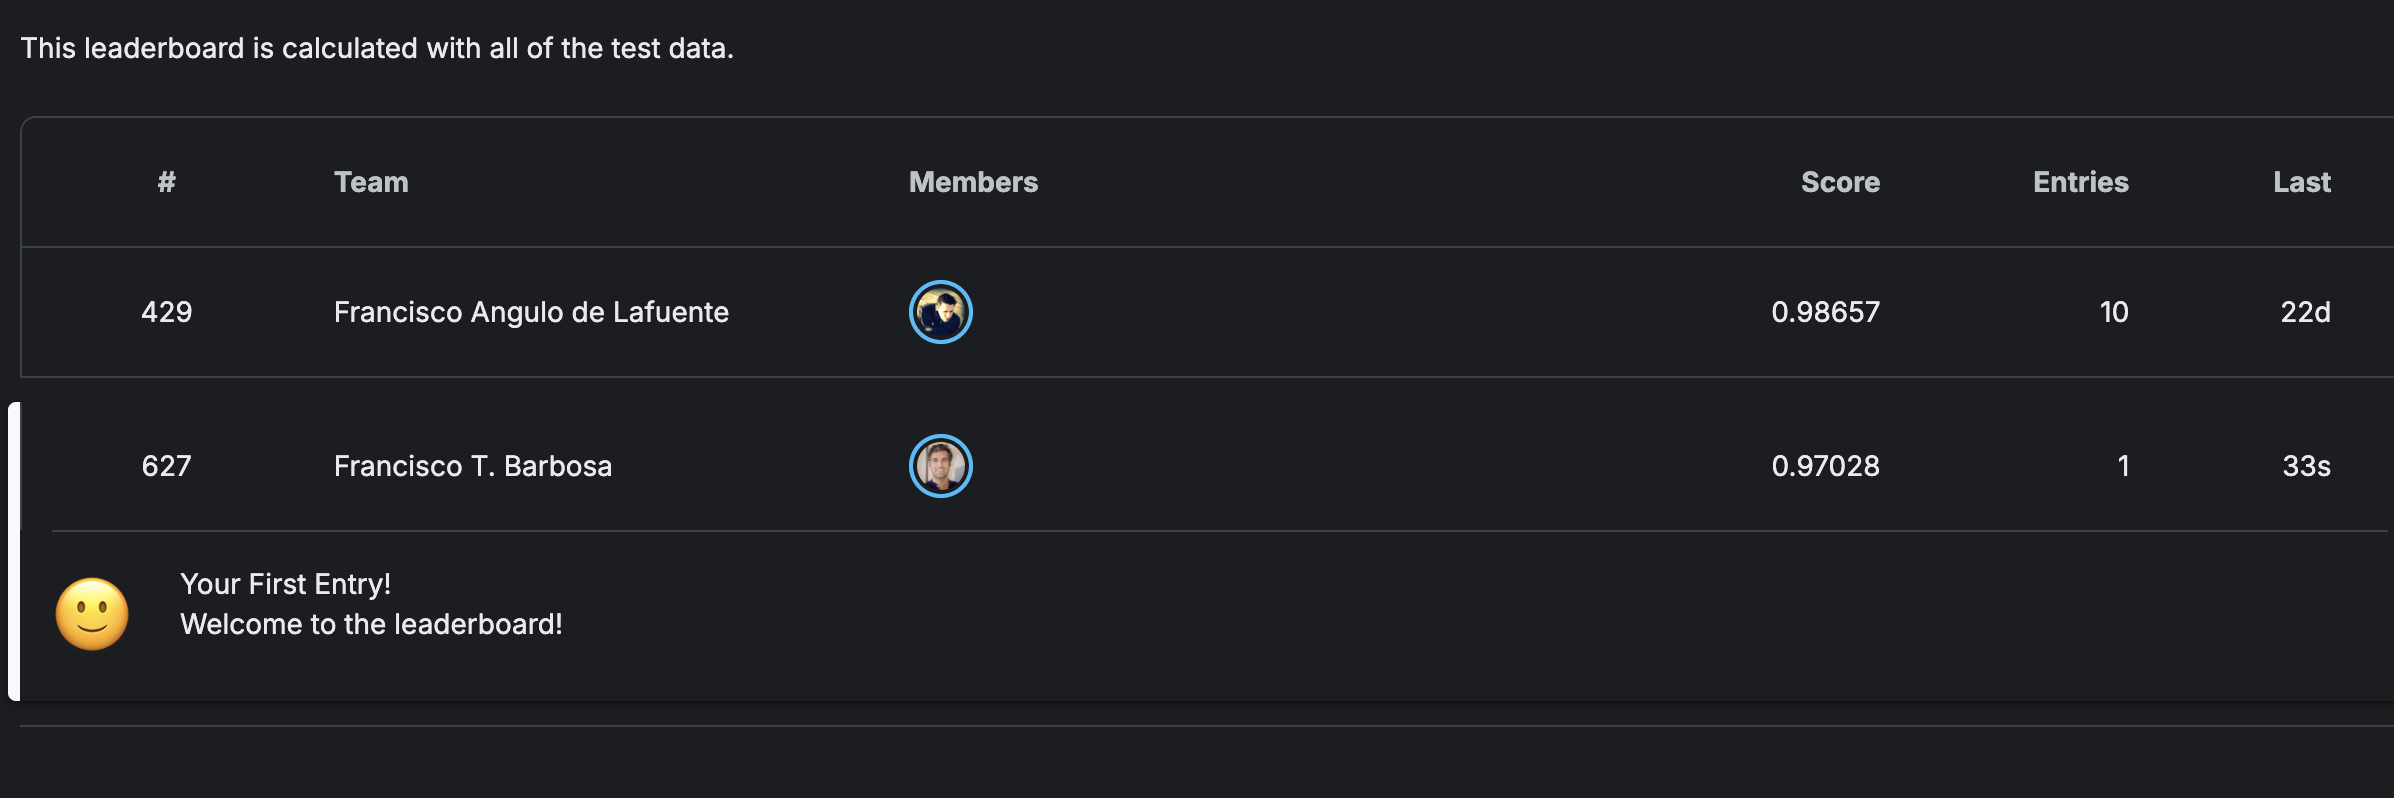 This leaderboard is calculated with all of the test data.
# Team Members Score Entries Last
429 Francisco Angulo de Lafuente 0.98657 10 22d
627 Francisco T. Barbosa 0.97028 1 33s
Your First Entry!
Welcome to the leaderboard!